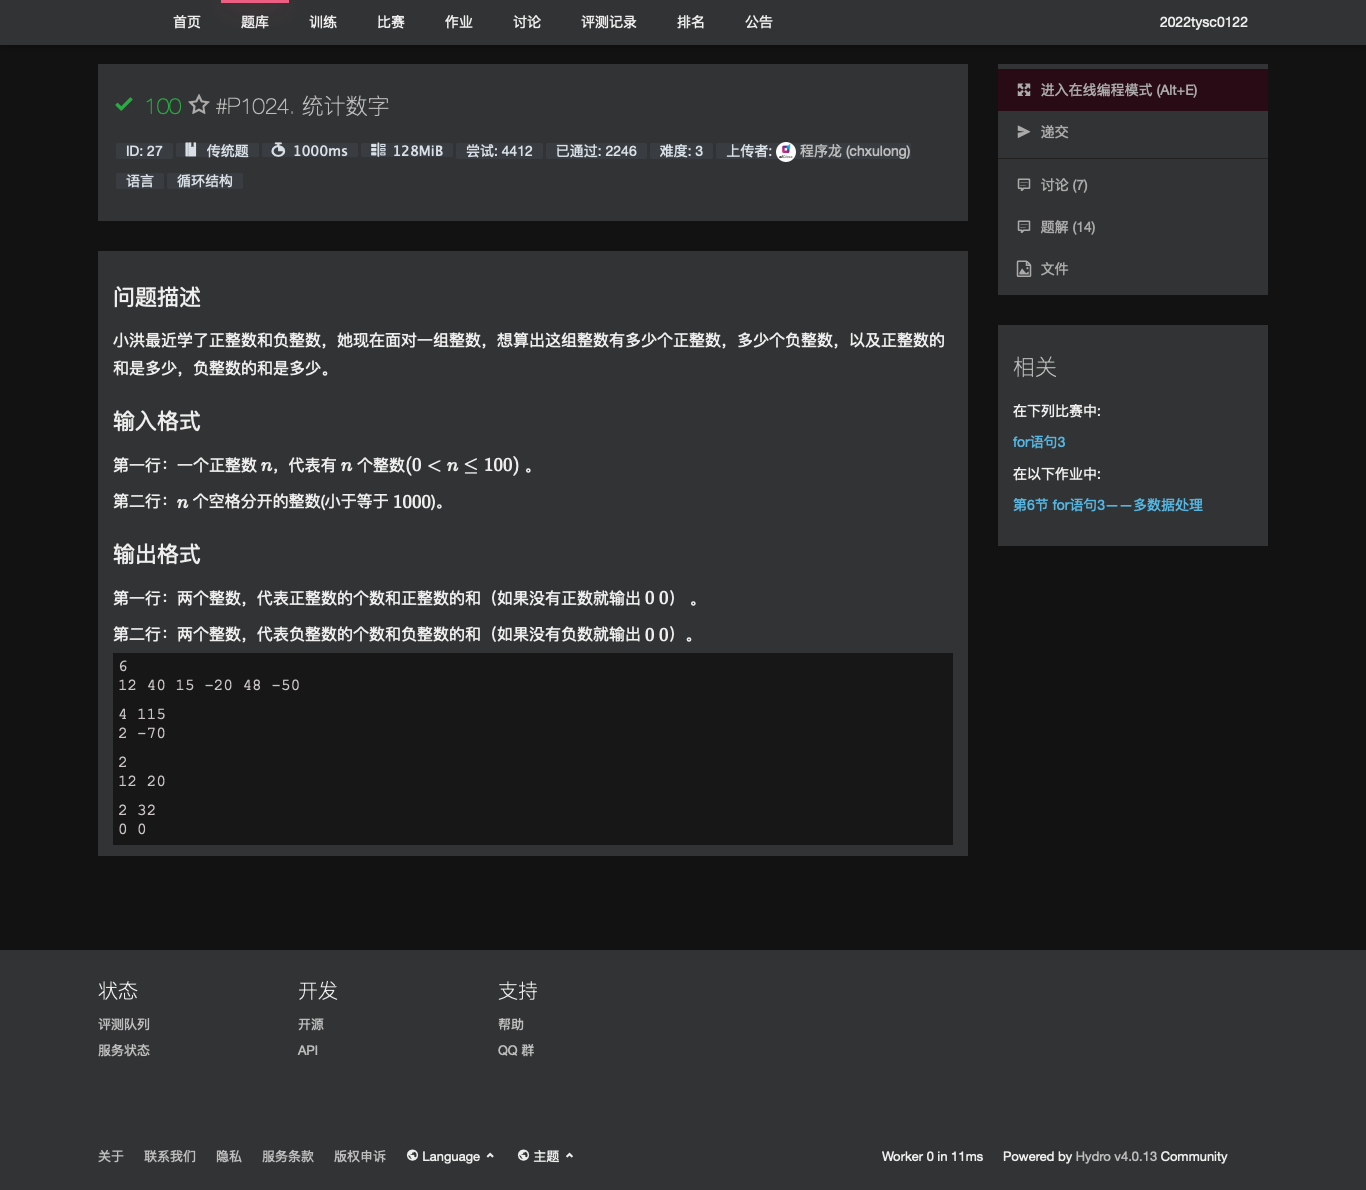 首页 题库 训练 比赛 作业 讨论 评测记录 排名 公告 2022tysc0122
100 #P1024. 统计数字
ID: 27 传统题 1000ms 128MiB 尝试: 4412 已通过: 2246 难度: 3 上传者: 程序龙 (chxulong)
语言 循环结构
问题描述
小洪最近学了正整数和负整数，她现在面对一组整数，想算出这组整数有多少个正整数，多少个负整数，以及正整数的
和是多少，负整数的和是多少。
输入格式
第一行：一个正整数 n，代表有 n 个整数(0 < n ≤ 100) 。
第二行：n 个空格分开的整数(小于等于 1000)。
输出格式
第一行：两个整数，代表正整数的个数和正整数的和（如果没有正数就输出 0 0） 。
第二行：两个整数，代表负整数的个数和负整数的和（如果没有负数就输出 0 0）。
6
12 40 15 -20 48 -50
4 115
2 -70
2
12 20
2 32
0 0
进入在线编程模式 (Alt+E)
递交
讨论 (7)
题解 (14)
文件
相关
在下列比赛中:
for语句3
在以下作业中:
第6节 for语句3——多数据处理
状态 开发 支持
评测队列 开源 帮助
服务状态 API QQ 群
关于 联系我们 隐私 服务条款 版权申诉 Language 主题 Worker 0 in 11ms Powered by Hydro v4.0.13 Community